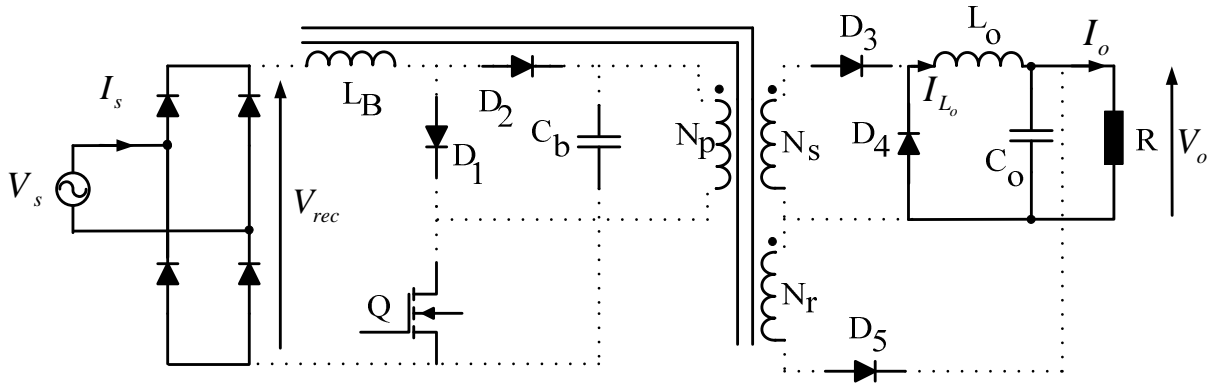 I_s
V_s
V_rec
L_B
D_1
D_2
C_b
Q
N_p
N_s
N_r
D_3
D_4
D_5
L_o
I_{L_o}
C_o
I_o
R
V_o